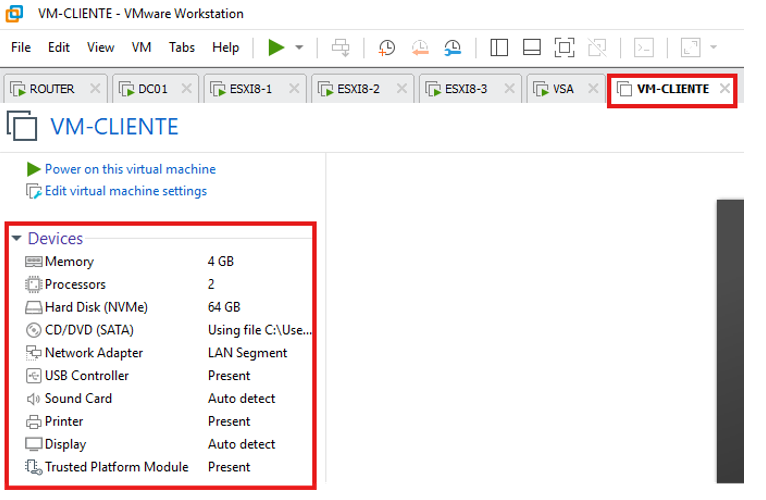 VM-CLIENTE - VMware Workstation
File Edit View VM Tabs Help
ROUTER DC01 ESXI8-1 ESXI8-2 ESXI8-3 VSA VM-CLIENTE
VM-CLIENTE
Power on this virtual machine
Edit virtual machine settings
Devices
Memory 4 GB
Processors 2
Hard Disk (NVMe) 64 GB
CD/DVD (SATA) Using file C:\Use...
Network Adapter LAN Segment
USB Controller Present
Sound Card Auto detect
Printer Present
Display Auto detect
Trusted Platform Module Present